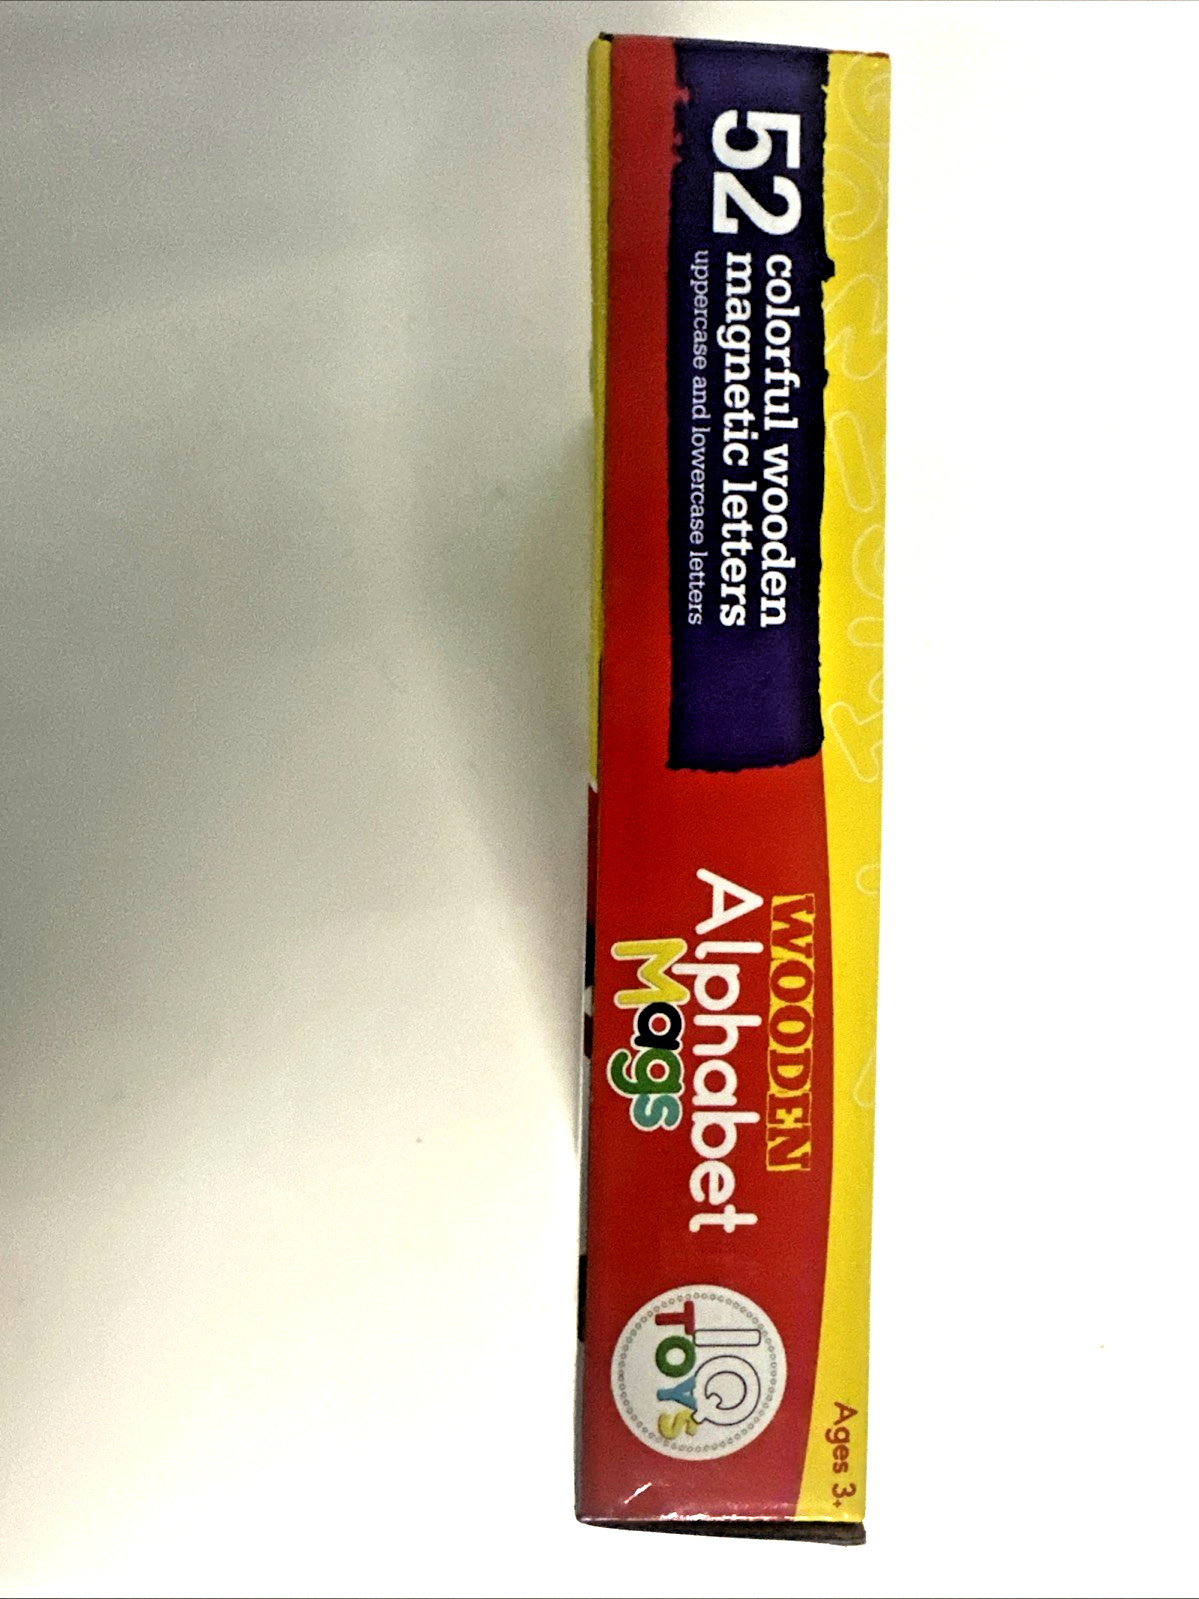 52
colorful wooden
magnetic letters
uppercase and lowercase letters
WOODEN
Alphabet
Mags
IQ
TOYS
Ages 3+